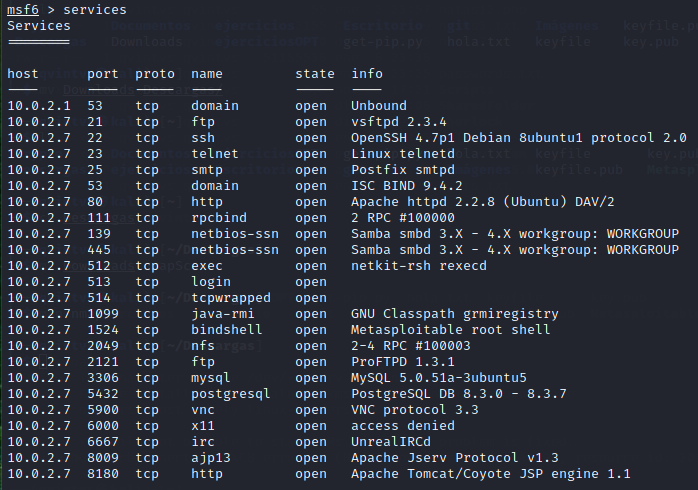 msf6 > services
Services
========
host port proto name state info
---- ---- ----- ---- ----- ----
10.0.2.1 53 tcp domain open Unbound
10.0.2.7 21 tcp ftp open vsftpd 2.3.4
10.0.2.7 22 tcp ssh open OpenSSH 4.7p1 Debian 8ubuntu1 protocol 2.0
10.0.2.7 23 tcp telnet open Linux telnetd
10.0.2.7 25 tcp smtp open Postfix smtpd
10.0.2.7 53 tcp domain open ISC BIND 9.4.2
10.0.2.7 80 tcp http open Apache httpd 2.2.8 (Ubuntu) DAV/2
10.0.2.7 111 tcp rpcbind open 2 RPC #100000
10.0.2.7 139 tcp netbios-ssn open Samba smbd 3.X - 4.X workgroup: WORKGROUP
10.0.2.7 445 tcp netbios-ssn open Samba smbd 3.X - 4.X workgroup: WORKGROUP
10.0.2.7 512 tcp exec open netkit-rsh rexecd
10.0.2.7 513 tcp login open
10.0.2.7 514 tcp tcpwrapped open
10.0.2.7 1099 tcp java-rmi open GNU Classpath grmiregistry
10.0.2.7 1524 tcp bindshell open Metasploitable root shell
10.0.2.7 2049 tcp nfs open 2-4 RPC #100003
10.0.2.7 2121 tcp ftp open ProFTPD 1.3.1
10.0.2.7 3306 tcp mysql open MySQL 5.0.51a-3ubuntu5
10.0.2.7 5432 tcp postgresql open PostgreSQL DB 8.3.0 - 8.3.7
10.0.2.7 5900 tcp vnc open VNC protocol 3.3
10.0.2.7 6000 tcp x11 open access denied
10.0.2.7 6667 tcp irc open UnrealIRCd
10.0.2.7 8009 tcp ajp13 open Apache Jserv Protocol v1.3
10.0.2.7 8180 tcp http open Apache Tomcat/Coyote JSP engine 1.1